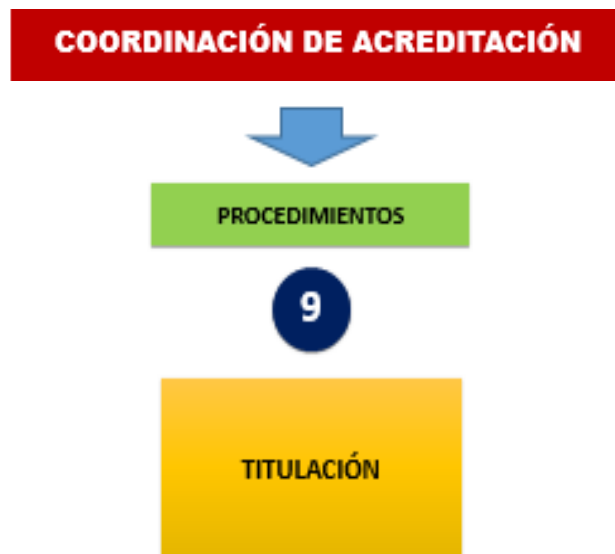 COORDINACIÓN DE ACREDITACIÓN
PROCEDIMIENTOS
9
TITULACIÓN